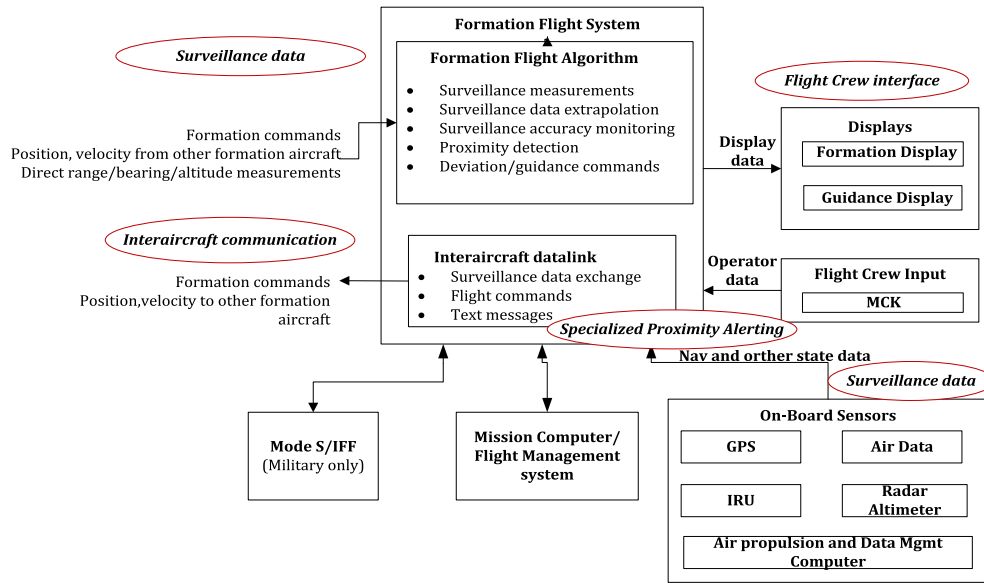 Formation Flight System
Surveillance data
Formation Flight Algorithm
• Surveillance measurements
• Surveillance data extrapolation
• Surveillance accuracy monitoring
• Proximity detection
• Deviation/guidance commands
Formation commands
Position, velocity from other formation aircraft
Direct range/bearing/altitude measurements
Flight Crew interface
Displays
Formation Display
Guidance Display
Display
data
Interaircraft communication
Formation commands
Position,velocity to other formation
aircraft
Interaircraft datalink
• Surveillance data exchange
• Flight commands
• Text messages
Operator
data
Flight Crew Input
MCK
Specialized Proximity Alerting
Nav and orther state data
Surveillance data
Mode S/IFF
(Military only)
Mission Computer/
Flight Management
system
On-Board Sensors
GPS
Air Data
IRU
Radar
Altimeter
Air propulsion and Data Mgmt
Computer